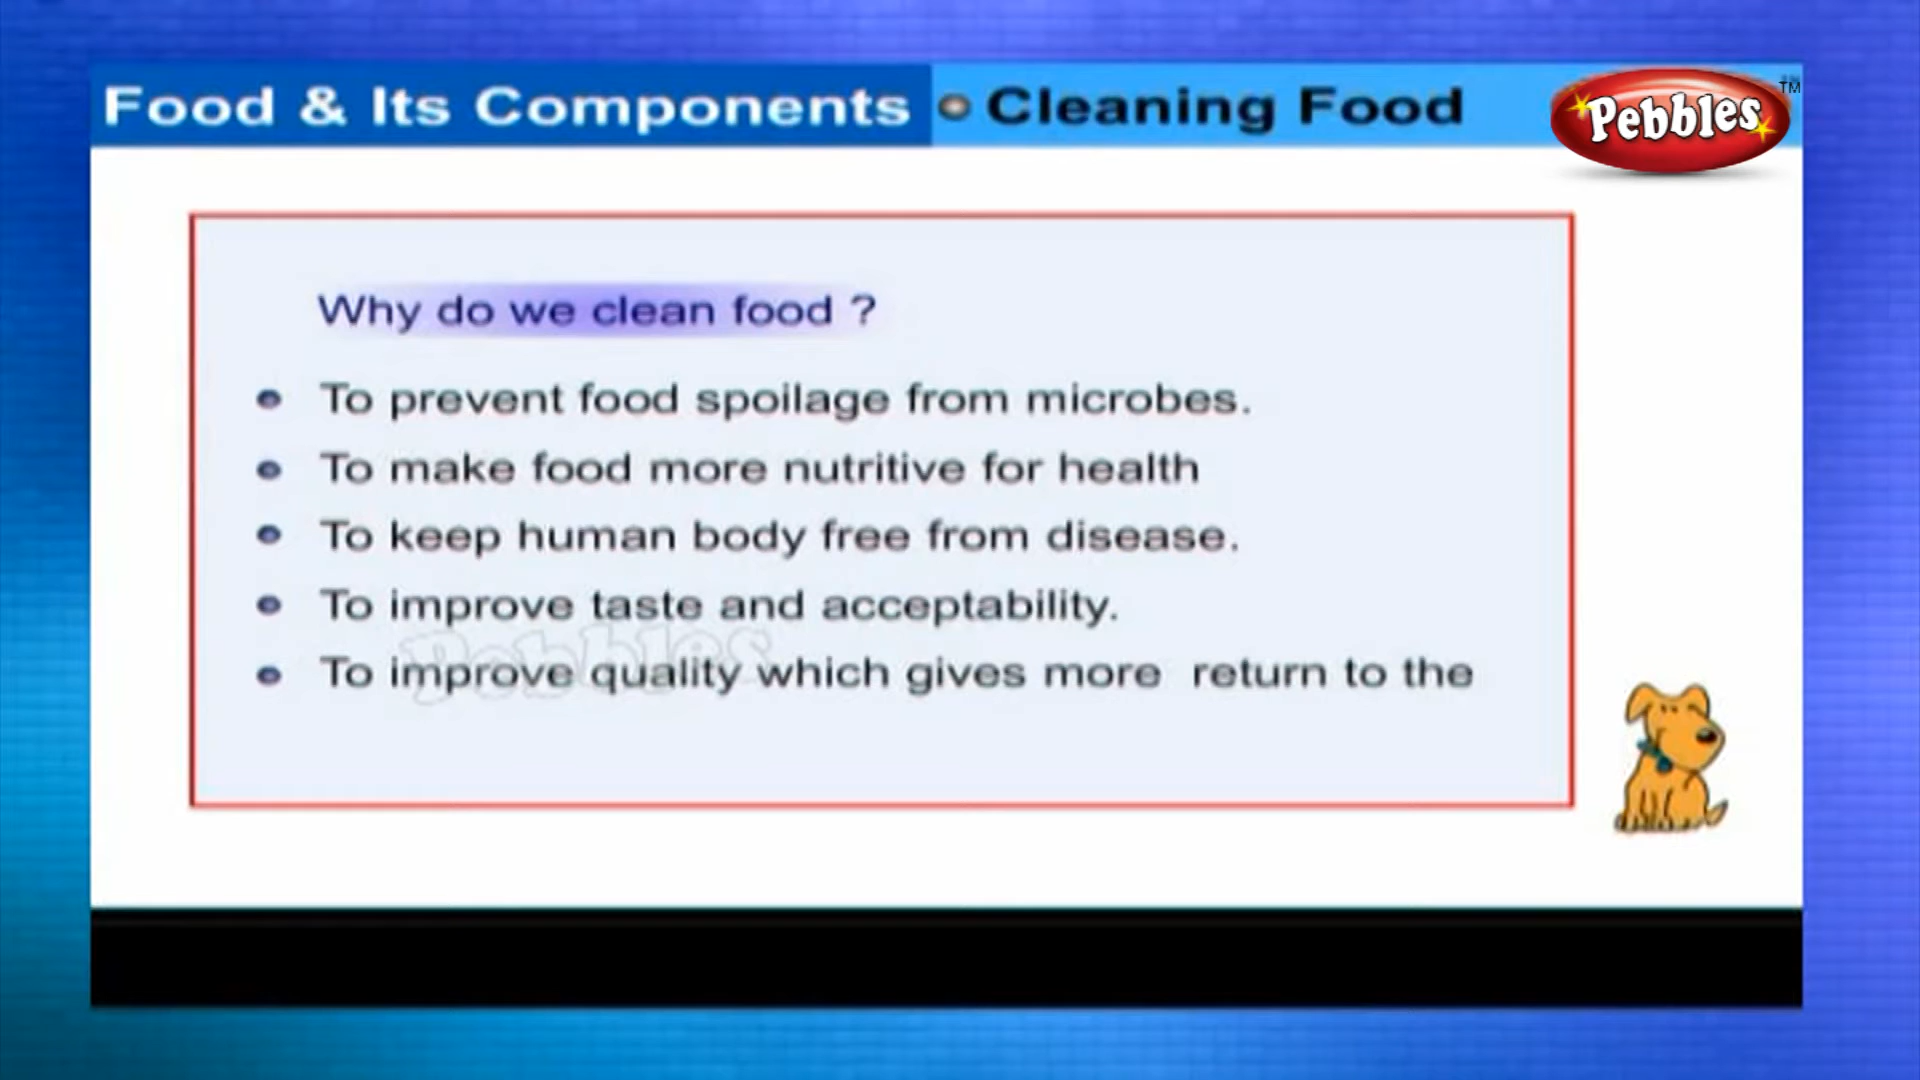 Food & Its Components
Cleaning Food
Pebbles TM
Why do we clean food ?
To prevent food spoilage from microbes.
To make food more nutritive for health
To keep human body free from disease.
To improve taste and acceptability.
To improve quality which gives more return to the
Pebbles